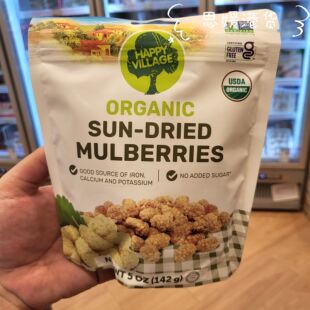 HAPPY
VILLAGE
GLUTEN
FREE
USDA
ORGANIC
ORGANIC
SUN-DRIED
MULBERRIES
GOOD SOURCE OF IRON,
CALCIUM AND POTASSIUM
NO ADDED SUGAR*
WT 5 OZ (142 g)